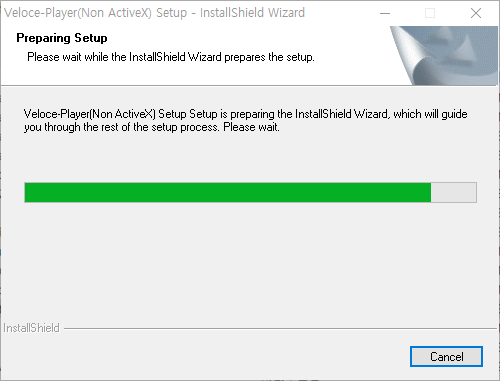 Veloce-Player(Non ActiveX) Setup - InstallShield Wizard
Preparing Setup
Please wait while the InstallShield Wizard prepares the setup.
Veloce-Player(Non ActiveX) Setup Setup is preparing the InstallShield Wizard, which will guide
you through the rest of the setup process. Please wait.
InstallShield
Cancel